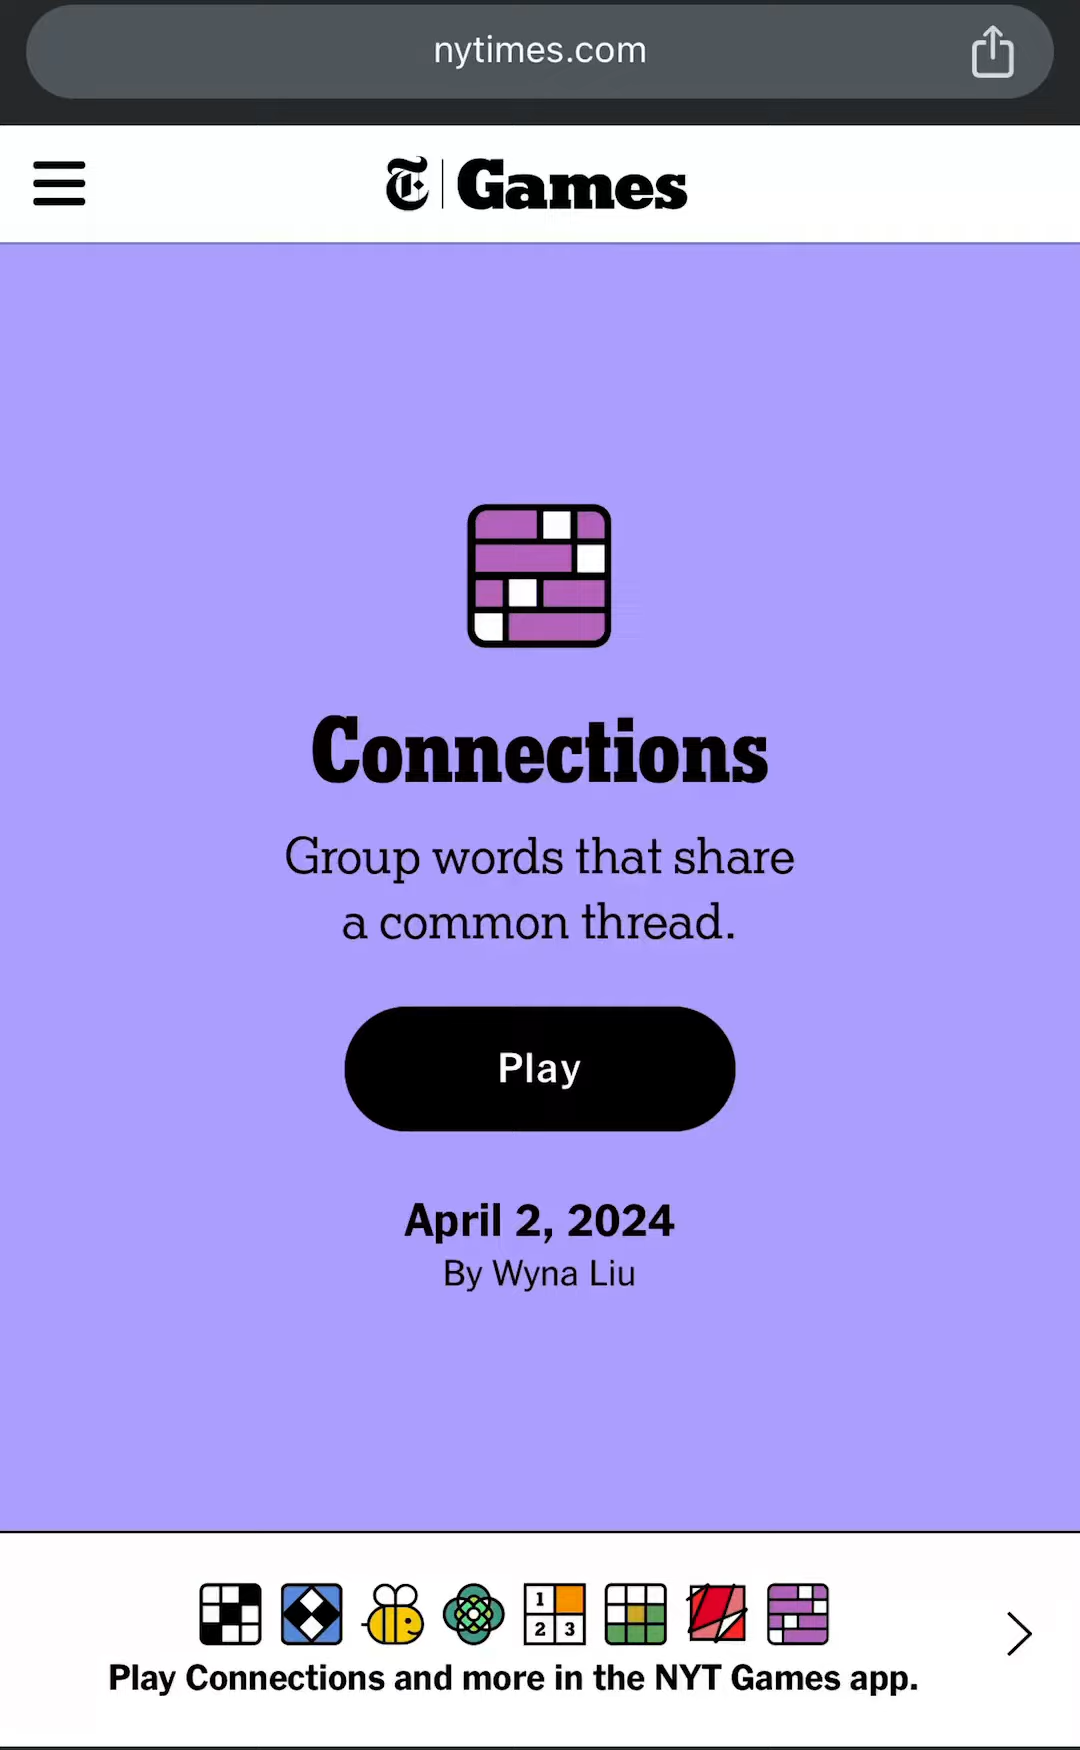 nytimes.com
T Games
Connections
Group words that share
a common thread.
Play
April 2, 2024
By Wyna Liu
1
2 3
Play Connections and more in the NYT Games app.